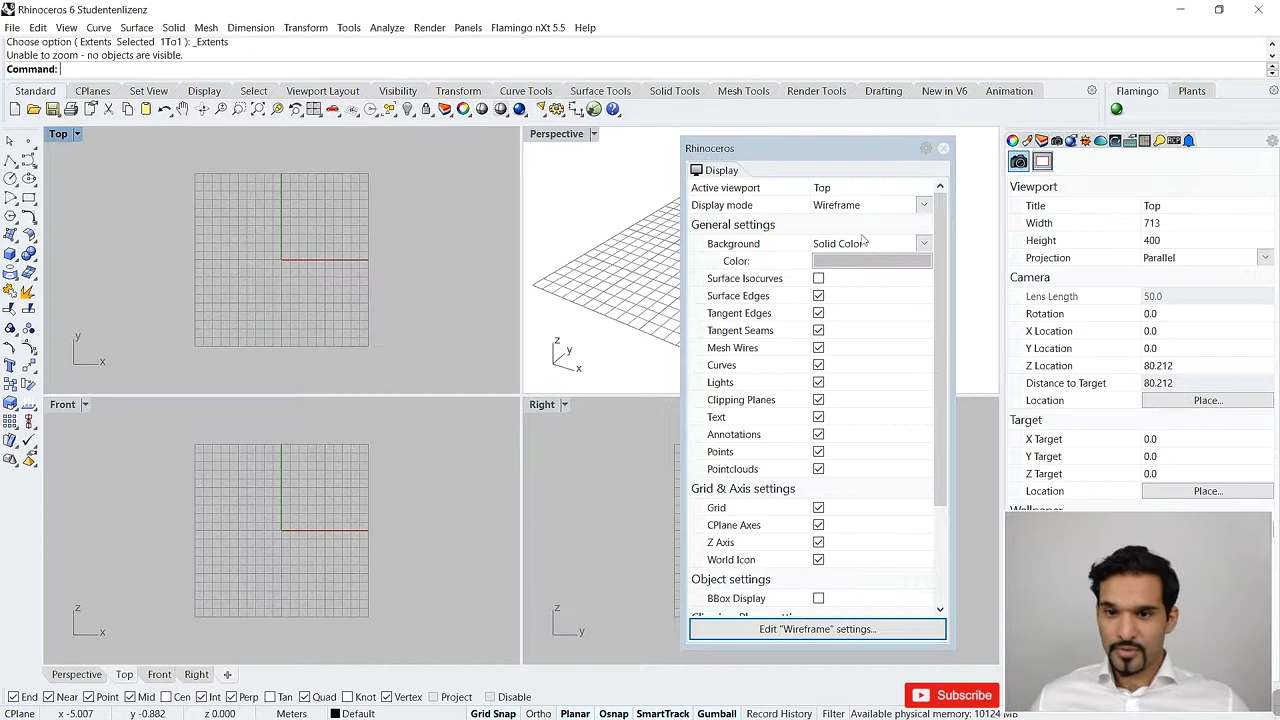 Rhinoceros 6 Studentenlizenz
File Edit View Curve Surface Solid Mesh Dimension Transform Tools Analyze Render Panels Flamingo nXt 5.5 Help
Choose option ( Extents Selected 1To1 ): _Extents
Unable to zoom - no objects are visible.
Command:
Standard CPlanes Set View Display Select Viewport Layout Visibility Transform Curve Tools Surface Tools Solid Tools Mesh Tools Render Tools Drafting New in V6 Animation Flamingo Plants
Top
Perspective
Rhinoceros
Display
Active viewport Top
Display mode Wireframe
General settings
Background Solid Color
Color:
Surface Isocurves
Surface Edges
Tangent Edges
Tangent Seams
Mesh Wires
Curves
Lights
Clipping Planes
Text
Annotations
Points
Pointclouds
Grid & Axis settings
Grid
CPlane Axes
Z Axis
World Icon
Object settings
BBox Display
Edit "Wireframe" settings...
Viewport
Title Top
Width 713
Height 400
Projection Parallel
Camera
Lens Length 50.0
Rotation 0.0
X Location 0.0
Y Location 0.0
Z Location 80.212
Distance to Target 80.212
Location Place...
Target
X Target 0.0
Y Target 0.0
Z Target 0.0
Location Place...
y
x
z
y
x
Front
Right
z
x
z
y
Perspective Top Front Right
End Near Point Mid Cen Int Perp Tan Quad Knot Vertex Project Disable
Subscribe
CPlane x -5.007 y -0.882 z 0.000 Meters Default Grid Snap Ortho Planar Osnap SmartTrack Gumball Record History Filter Available physical memory: 10124 MB